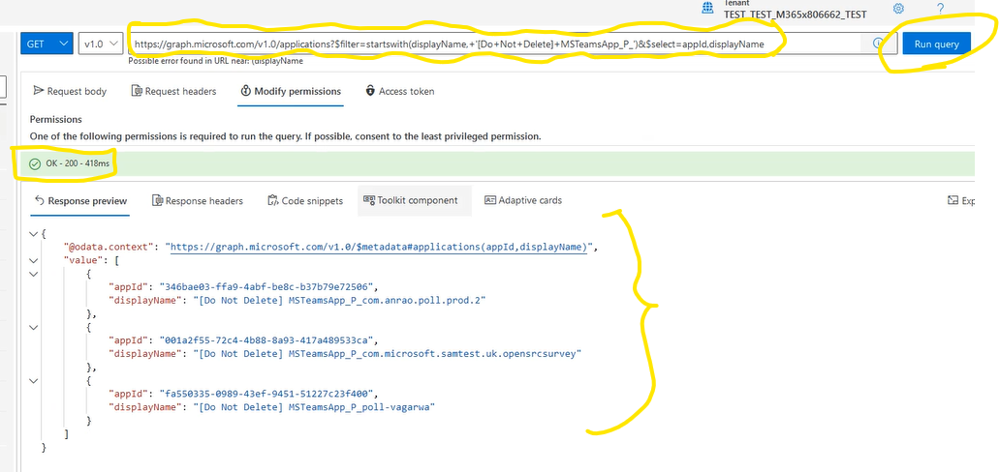 Tenant
TEST_TEST_M365x806662_TEST
?
GET
v1.0
https://graph.microsoft.com/v1.0/applications?$filter=startswith(displayName,+'[Do+Not+Delete]+MSTeamsApp_P_')&$select=appId,displayName
Run query
Possible error found in URL near: (displayName
Request body
Request headers
Modify permissions
Access token
Permissions
One of the following permissions is required to run the query. If possible, consent to the least privileged permission.
OK - 200 - 418ms
Response preview
Response headers
Code snippets
Toolkit component
Adaptive cards
Exp
{
"@odata.context": "https://graph.microsoft.com/v1.0/$metadata#applications(appId,displayName)",
"value": [
{
"appId": "346bae03-ffa9-4abf-be8c-b37b79e72506",
"displayName": "[Do Not Delete] MSTeamsApp_P_com.anrao.poll.prod.2"
},
{
"appId": "001a2f55-72c4-4b88-8a93-417a489533ca",
"displayName": "[Do Not Delete] MSTeamsApp_P_com.microsoft.samtest.uk.opensrcsurvey"
},
{
"appId": "fa550335-0989-43ef-9451-51227c23f400",
"displayName": "[Do Not Delete] MSTeamsApp_P_poll-vagarwa"
}
]
}